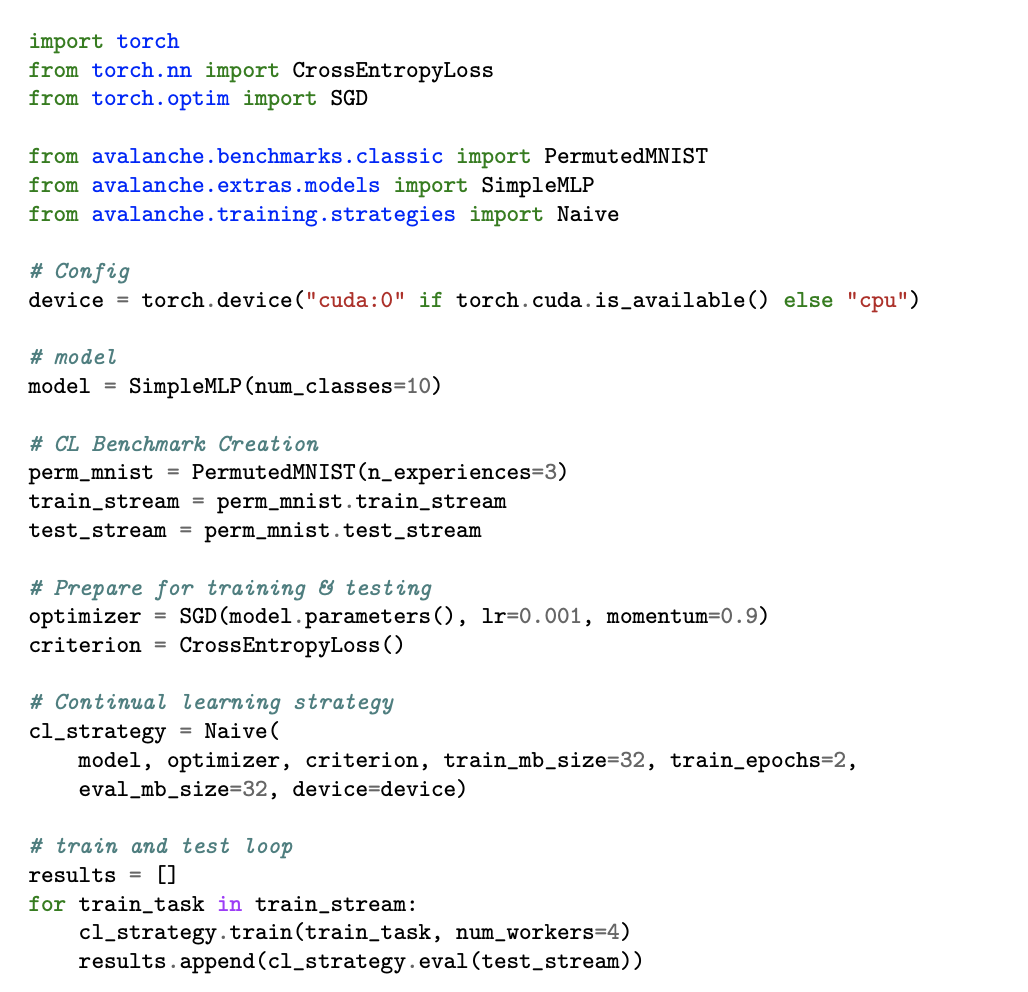 import torch
from torch.nn import CrossEntropyLoss
from torch.optim import SGD

from avalanche.benchmarks.classic import PermutedMNIST
from avalanche.extras.models import SimpleMLP
from avalanche.training.strategies import Naive

# Config
device = torch.device("cuda:0" if torch.cuda.is_available() else "cpu")

# model
model = SimpleMLP(num_classes=10)

# CL Benchmark Creation
perm_mnist = PermutedMNIST(n_experiences=3)
train_stream = perm_mnist.train_stream
test_stream = perm_mnist.test_stream

# Prepare for training & testing
optimizer = SGD(model.parameters(), lr=0.001, momentum=0.9)
criterion = CrossEntropyLoss()

# Continual learning strategy
cl_strategy = Naive(
    model, optimizer, criterion, train_mb_size=32, train_epochs=2,
    eval_mb_size=32, device=device)

# train and test loop
results = []
for train_task in train_stream:
    cl_strategy.train(train_task, num_workers=4)
    results.append(cl_strategy.eval(test_stream))